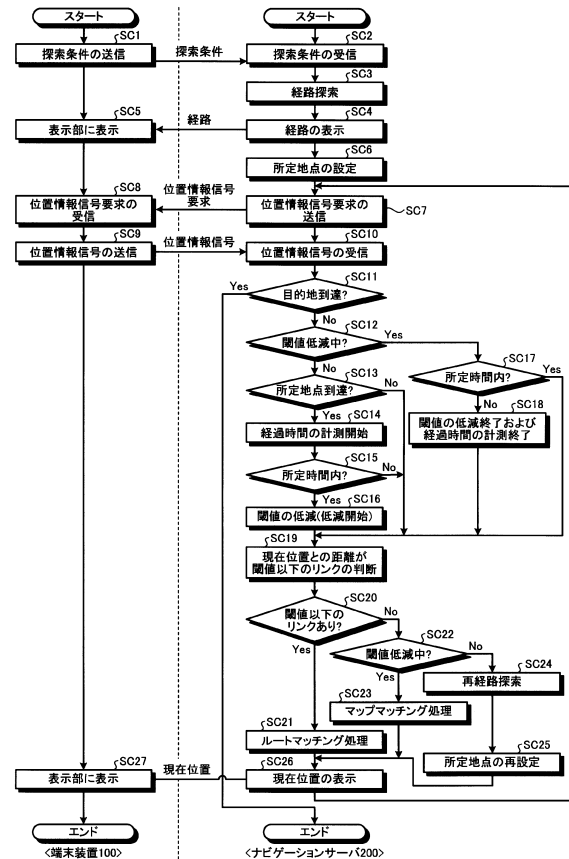 スタート
スタート
SC1
探索条件の送信
探索条件
SC2
探索条件の受信
SC3
経路探索
SC5
表示部に表示
経路
SC4
経路の表示
SC6
所定地点の設定
SC8
位置情報信号要求の
受信
位置情報信号
要求
位置情報信号要求の
送信
SC7
SC9
位置情報信号の送信
位置情報信号
SC10
位置情報信号の受信
SC11
目的地到達?
Yes
No
SC12
閾値低減中?
Yes
No
SC13
所定地点到達?
No
Yes
SC14
経過時間の計測開始
SC15
所定時間内?
No
Yes
SC16
閾値の低減(低減開始)
SC17
所定時間内?
Yes
No
SC18
閾値の低減終了および
経過時間の計測終了
SC19
現在位置との距離が
閾値以下のリンクの判断
SC20
閾値以下の
リンクあり?
No
Yes
SC22
閾値低減中?
No
Yes
SC24
再経路探索
SC23
マップマッチング処理
SC21
ルートマッチング処理
SC25
所定地点の再設定
SC27
表示部に表示
現在位置
SC26
現在位置の表示
エンド
エンド
<端末装置100>
<ナビゲーションサーバ200>